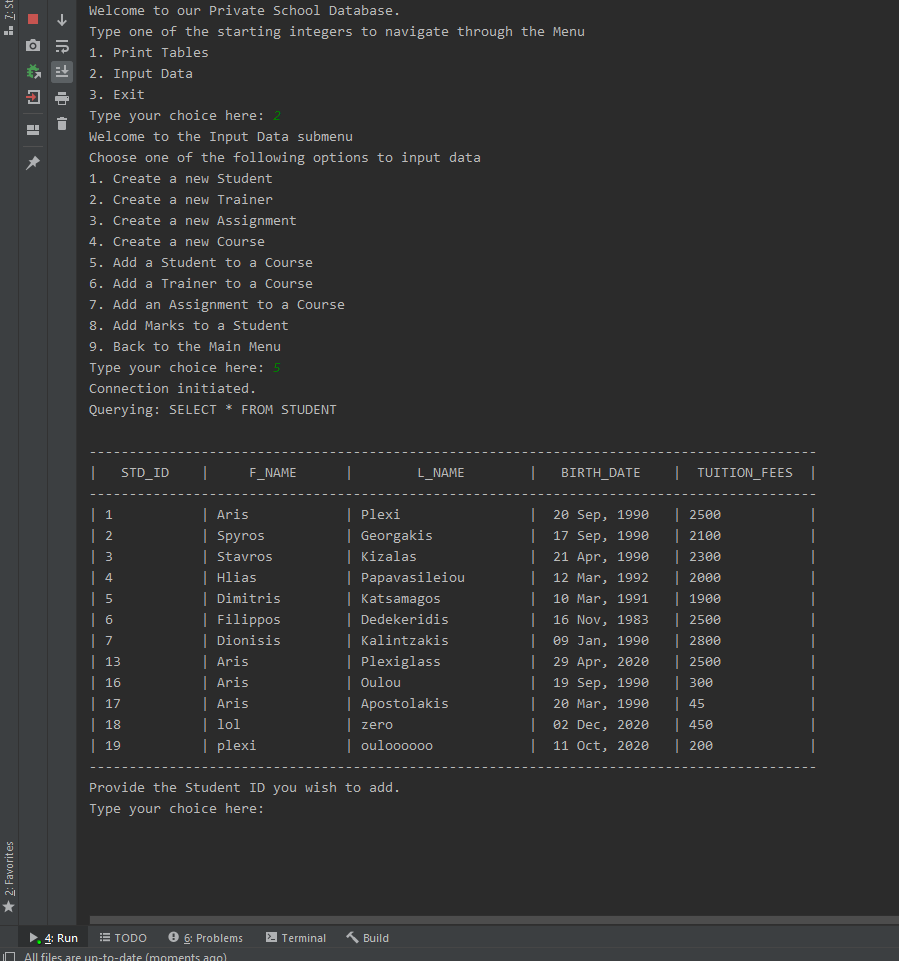 Welcome to our Private School Database.
Type one of the starting integers to navigate through the Menu
1. Print Tables
2. Input Data
3. Exit
Type your choice here: 2
Welcome to the Input Data submenu
Choose one of the following options to input data
1. Create a new Student
2. Create a new Trainer
3. Create a new Assignment
4. Create a new Course
5. Add a Student to a Course
6. Add a Trainer to a Course
7. Add an Assignment to a Course
8. Add Marks to a Student
9. Back to the Main Menu
Type your choice here: 5
Connection initiated.
Querying: SELECT * FROM STUDENT
-------------------------------------------------------------------------------------------
| STD_ID | F_NAME | L_NAME | BIRTH_DATE | TUITION_FEES |
-------------------------------------------------------------------------------------------
| 1 | Aris | Plexi | 20 Sep, 1990 | 2500 |
| 2 | Spyros | Georgakis | 17 Sep, 1990 | 2100 |
| 3 | Stavros | Kizalas | 21 Apr, 1990 | 2300 |
| 4 | Hlias | Papavasileiou | 12 Mar, 1992 | 2000 |
| 5 | Dimitris | Katsamagos | 10 Mar, 1991 | 1900 |
| 6 | Filippos | Dedekeridis | 16 Nov, 1983 | 2500 |
| 7 | Dionisis | Kalintzakis | 09 Jan, 1990 | 2800 |
| 13 | Aris | Plexiglass | 29 Apr, 2020 | 2500 |
| 16 | Aris | Oulou | 19 Sep, 1990 | 300 |
| 17 | Aris | Apostolakis | 20 Mar, 1990 | 45 |
| 18 | lol | zero | 02 Dec, 2020 | 450 |
| 19 | plexi | ouloooooo | 11 Oct, 2020 | 200 |
-------------------------------------------------------------------------------------------
Provide the Student ID you wish to add.
Type your choice here:
2: Favorites
4: Run TODO 6: Problems Terminal Build
All files are up-to-date (moments ago)